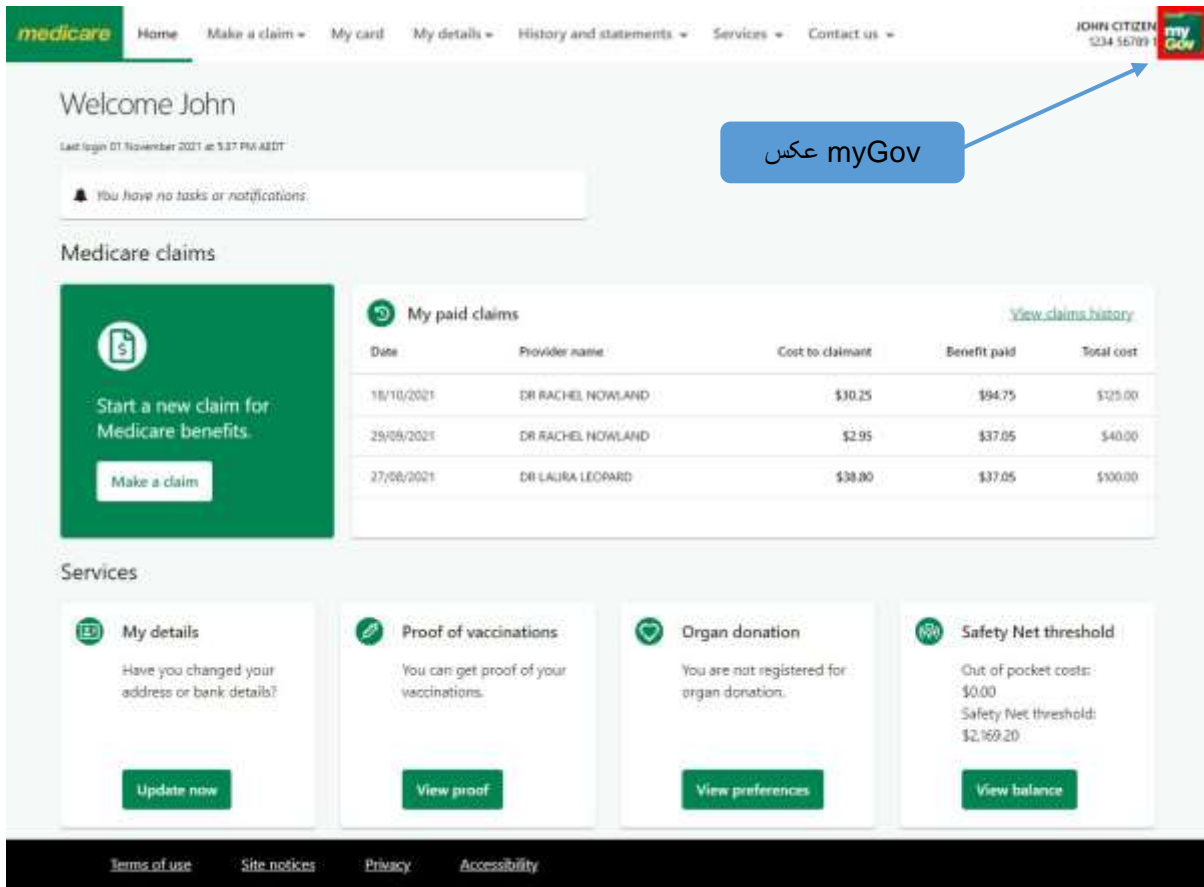 medicare Home Make a claim My card My details History and statements Services Contact us JOHN CITIZEN my
1234 56789 1 Gov
Welcome John
Last login 01 November 2021 at 5:37 PM AEDT
عکس myGov
You have no tasks or notifications.
Medicare claims
Start a new claim for
Medicare benefits.
Make a claim
My paid claims View claims history
Date Provider name Cost to claimant Benefit paid Total cost
18/10/2021 DR RACHEL NOWLAND $30.25 $94.75 $125.00
29/09/2021 DR RACHEL NOWLAND $2.95 $37.05 $40.00
27/08/2021 DR LAURA LEOPARD $38.80 $37.05 $100.00
Services
My details
Have you changed your
address or bank details?
Update now
Proof of vaccinations
You can get proof of your
vaccinations.
View proof
Organ donation
You are not registered for
organ donation.
View preferences
Safety Net threshold
Out of pocket costs:
$0.00
Safety Net threshold:
$2,169.20
View balance
Terms of use Site notices Privacy Accessibility